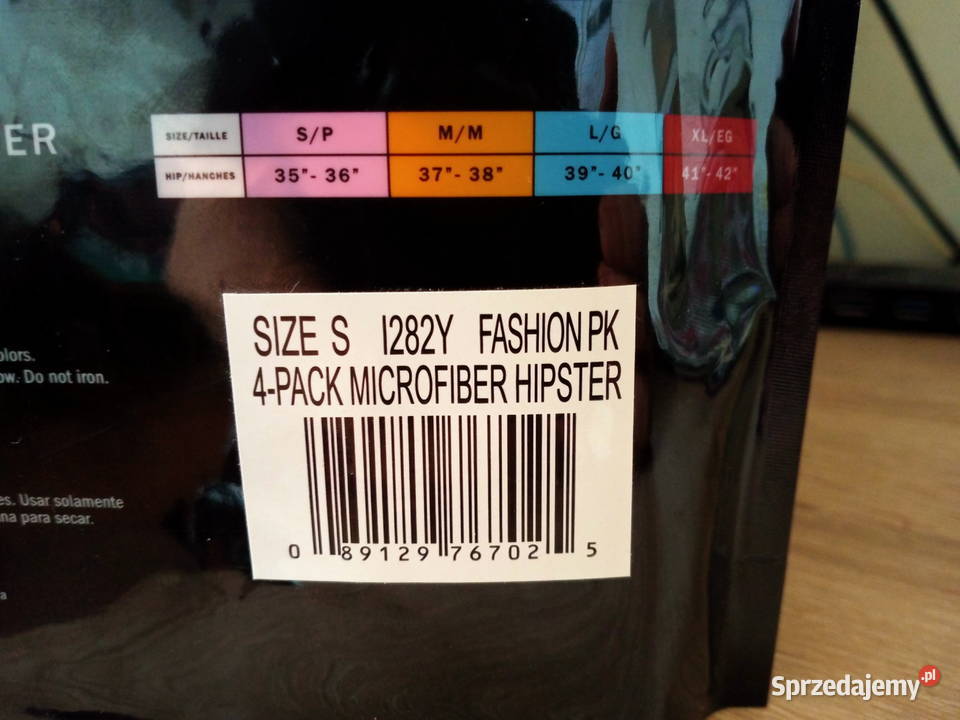 ER
SIZE/TAILLE S/P M/M L/G XL/EG
HIP/HANCHES 35"- 36" 37"- 38" 39"- 40" 41"- 42"
SIZE S I282Y FASHION PK
4-PACK MICROFIBER HIPSTER
olors.
ow. Do not iron.
0 89129 76702 5
es. Usar solamente
na para secar.
a
Sprzedajemy.pl